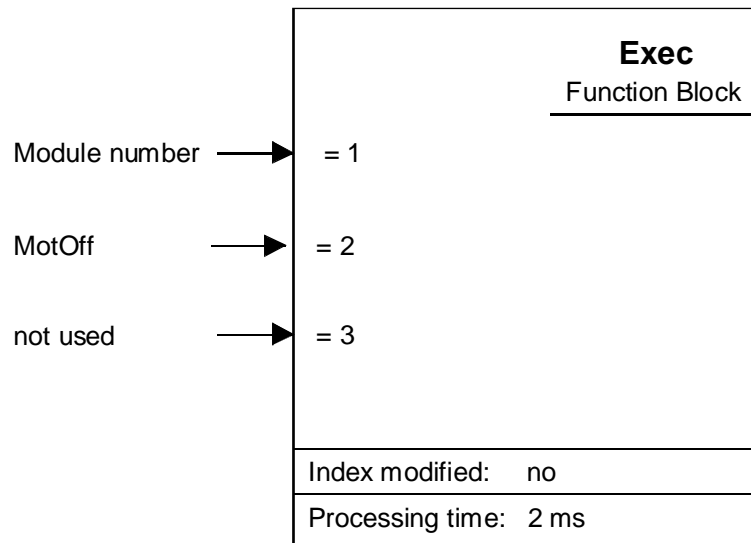 Exec
Function Block
Module number = 1
MotOff = 2
not used = 3
Index modified: no
Processing time: 2 ms